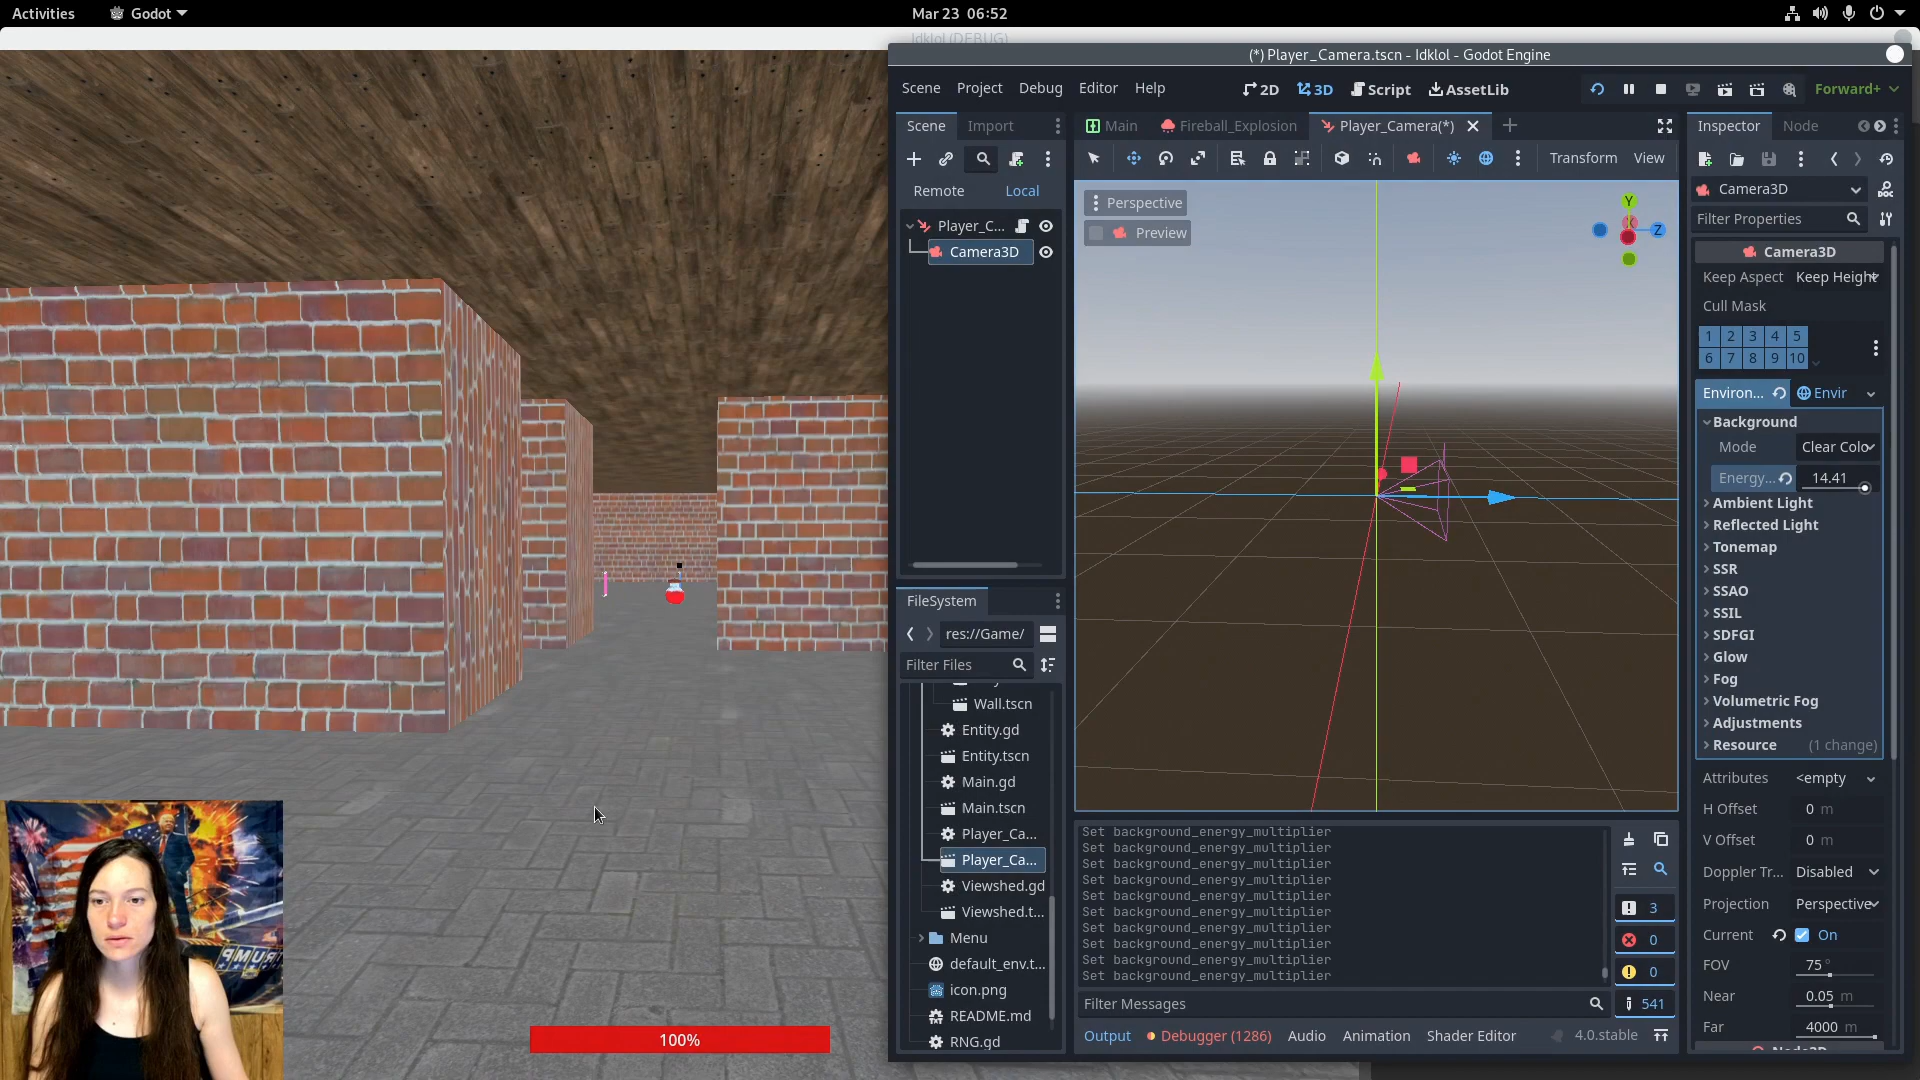 Activities
Godot
Mar 23 06:52
Idklol (DEBUG)
(*) Player_Camera.tscn - Idklol - Godot Engine
Scene Project Debug Editor Help
2D 3D Script AssetLib
Forward+
Scene Import
Main Fireball_Explosion Player_Camera(*)
Inspector Node
Transform View
Remote Local
Player_C...
Camera3D
Perspective
Preview
Y
X
Z
Camera3D
Filter Properties
Camera3D
Keep Aspect Keep Height
Cull Mask
1 2 3 4 5
6 7 8 9 10
Environ... Envir
Background
Mode Clear Colo
Energy... 14.41
Ambient Light
Reflected Light
Tonemap
SSR
SSAO
SSIL
SDFGI
Glow
Fog
Volumetric Fog
Adjustments
Resource (1 change)
Attributes <empty
H Offset 0 m
V Offset 0 m
Doppler Tr... Disabled
Projection Perspective
Current On
FOV 75 °
Near 0.05 m
Far 4000 m
FileSystem
res://Game/
Filter Files
Wall.tscn
Entity.gd
Entity.tscn
Main.gd
Main.tscn
Player_Ca...
Player_Ca...
Viewshed.gd
Viewshed.t...
Menu
default_env.t...
icon.png
README.md
RNG.gd
Set background_energy_multiplier
Set background_energy_multiplier
Set background_energy_multiplier
Set background_energy_multiplier
Set background_energy_multiplier
Set background_energy_multiplier
Set background_energy_multiplier
Set background_energy_multiplier
Set background_energy_multiplier
Set background_energy_multiplier
3
0
0
541
Filter Messages
Output Debugger (1286) Audio Animation Shader Editor 4.0.stable
100%